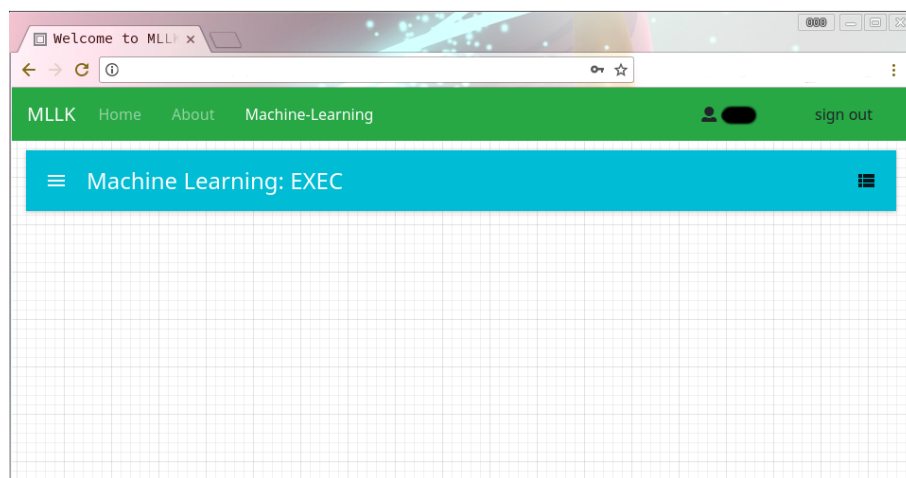 Welcome to MLLK
MLLK Home About Machine-Learning sign out
Machine Learning: EXEC